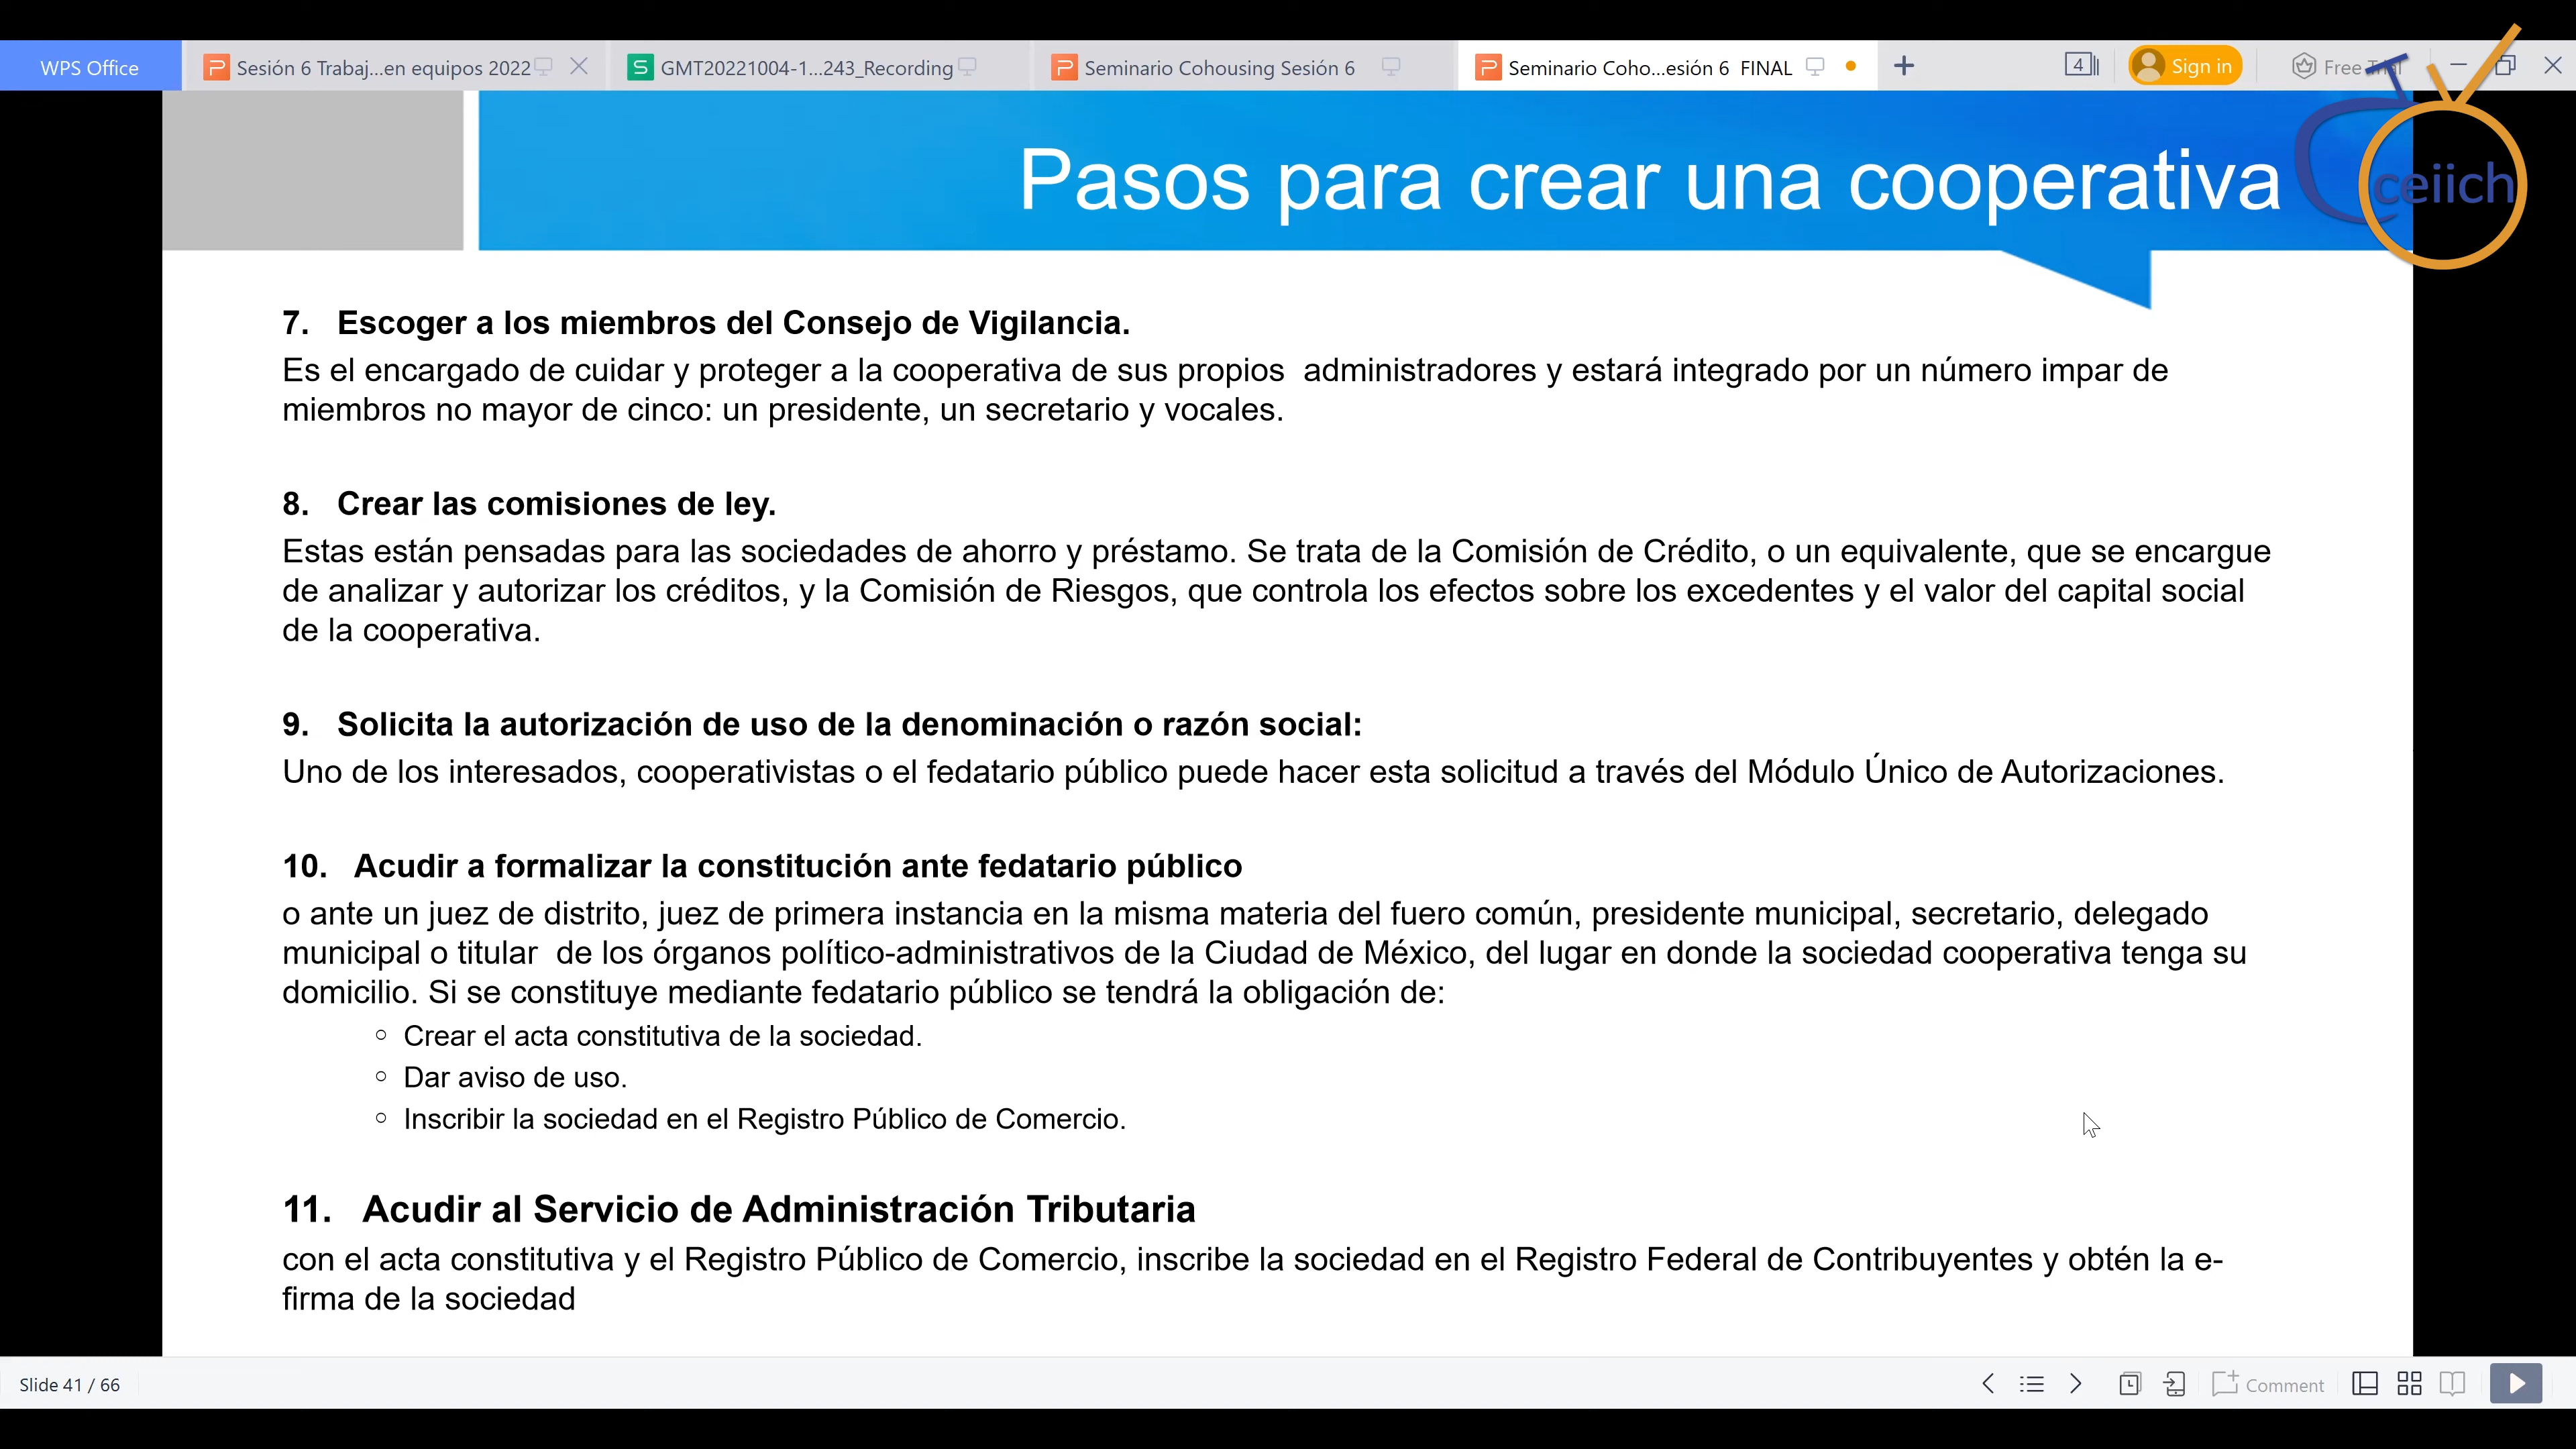 WPS Office
Sesión 6 Trabaj...en equipos 2022
GMT20221004-1...243_Recording
Seminario Cohousing Sesión 6
Seminario Coho...esión 6 FINAL
4
Sign in
Free Trial
TV
ceiich
Pasos para crear una cooperativa
7. Escoger a los miembros del Consejo de Vigilancia.
Es el encargado de cuidar y proteger a la cooperativa de sus propios administradores y estará integrado por un número impar de
miembros no mayor de cinco: un presidente, un secretario y vocales.
8. Crear las comisiones de ley.
Estas están pensadas para las sociedades de ahorro y préstamo. Se trata de la Comisión de Crédito, o un equivalente, que se encargue
de analizar y autorizar los créditos, y la Comisión de Riesgos, que controla los efectos sobre los excedentes y el valor del capital social
de la cooperativa.
9. Solicita la autorización de uso de la denominación o razón social:
Uno de los interesados, cooperativistas o el fedatario público puede hacer esta solicitud a través del Módulo Único de Autorizaciones.
10. Acudir a formalizar la constitución ante fedatario público
o ante un juez de distrito, juez de primera instancia en la misma materia del fuero común, presidente municipal, secretario, delegado
municipal o titular de los órganos político-administrativos de la Ciudad de México, del lugar en donde la sociedad cooperativa tenga su
domicilio. Si se constituye mediante fedatario público se tendrá la obligación de:
○ Crear el acta constitutiva de la sociedad.
○ Dar aviso de uso.
○ Inscribir la sociedad en el Registro Público de Comercio.
11. Acudir al Servicio de Administración Tributaria
con el acta constitutiva y el Registro Público de Comercio, inscribe la sociedad en el Registro Federal de Contribuyentes y obtén la e-
firma de la sociedad
Slide 41 / 66
Comment